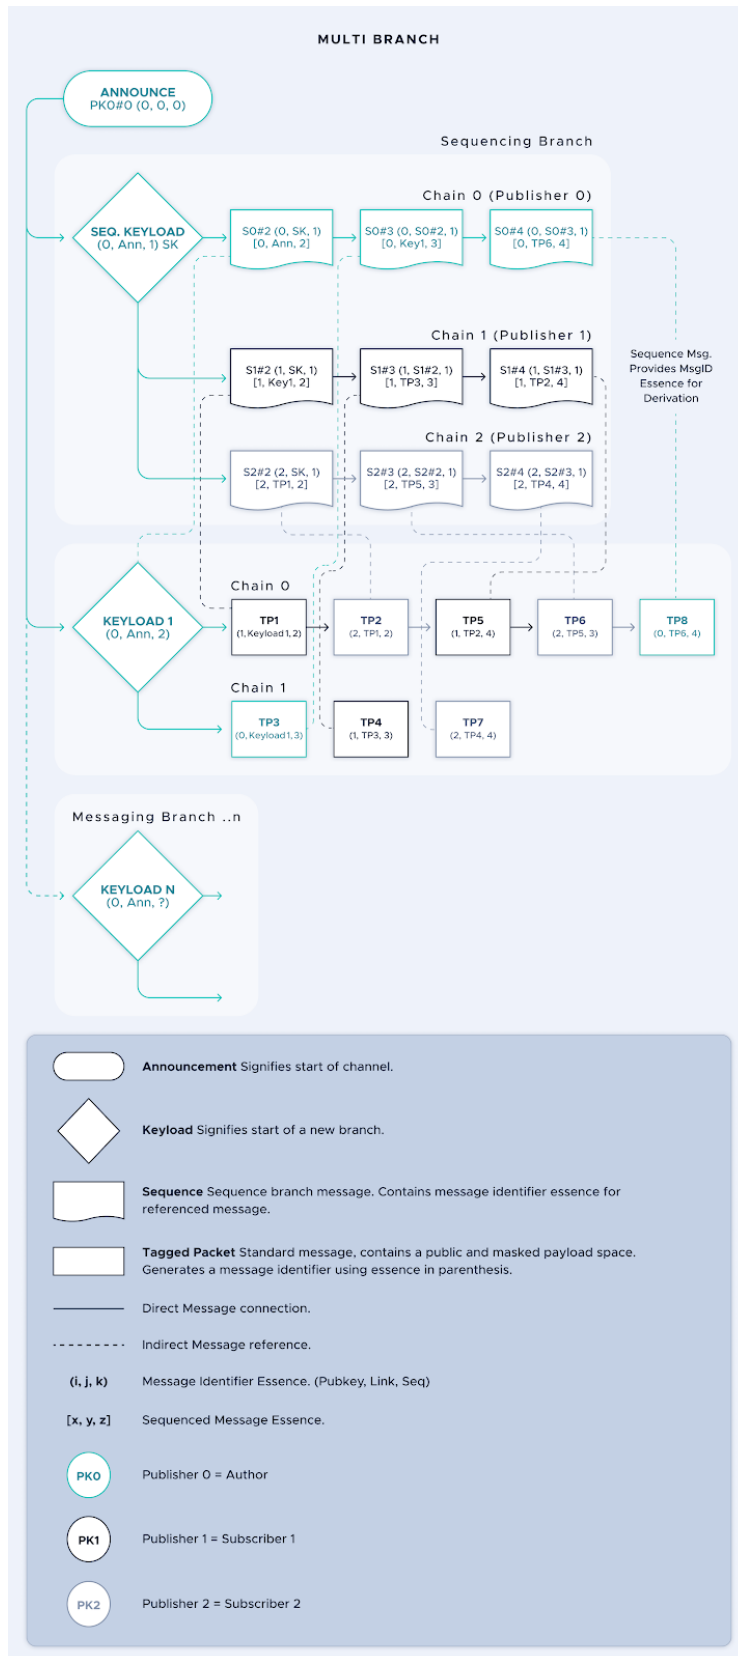 MULTI BRANCH
ANNOUNCE
PK0#0 (0, 0, 0)
Sequencing Branch
Chain 0 (Publisher 0)
SEQ. KEYLOAD
(0, Ann, 1) SK
S0#2 (0, SK, 1)
[0, Ann, 2]
S0#3 (0, S0#2, 1)
[0, Key1, 3]
S0#4 (0, S0#3, 1)
[0, TP6, 4]
Chain 1 (Publisher 1)
S1#2 (1, SK, 1)
[1, Key1, 2]
S1#3 (1, S1#2, 1)
[1, TP3, 3]
S1#4 (1, S1#3, 1)
[1, TP2, 4]
Sequence Msg.
Provides MsgID
Essence for
Derivation
Chain 2 (Publisher 2)
S2#2 (2, SK, 1)
[2, TP1, 2]
S2#3 (2, S2#2, 1)
[2, TP5, 3]
S2#4 (2, S2#3, 1)
[2, TP4, 4]
Chain 0
KEYLOAD 1
(0, Ann, 2)
TP1
(1, Keyload 1, 2)
TP2
(2, TP1, 2)
TP5
(1, TP2, 4)
TP6
(2, TP5, 3)
TP8
(0, TP6, 4)
Chain 1
TP3
(0, Keyload 1, 3)
TP4
(1, TP3, 3)
TP7
(2, TP4, 4)
Messaging Branch ..n
KEYLOAD N
(0, Ann, ?)
Announcement Signifies start of channel.
Keyload Signifies start of a new branch.
Sequence Sequence branch message. Contains message identifier essence for
referenced message.
Tagged Packet Standard message, contains a public and masked payload space.
Generates a message identifier using essence in parenthesis.
Direct Message connection.
Indirect Message reference.
(i, j, k) Message Identifier Essence. (Pubkey, Link, Seq)
[x, y, z] Sequenced Message Essence.
PK0 Publisher 0 = Author
PK1 Publisher 1 = Subscriber 1
PK2 Publisher 2 = Subscriber 2